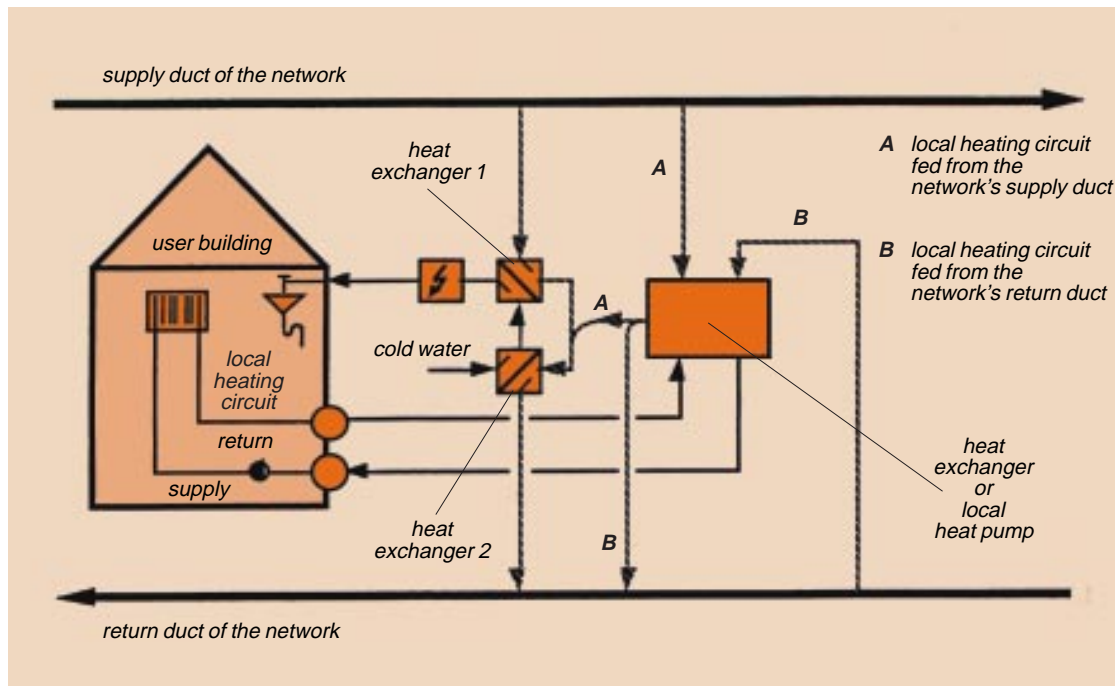 supply duct of the network
heat
exchanger 1
A
A local heating circuit
fed from the
network's supply duct
B
B local heating circuit
fed from the
network's return duct
user building
A
cold water
local
heating
circuit
return
supply
heat
exchanger 2
B
heat
exchanger
or
local
heat pump
return duct of the network